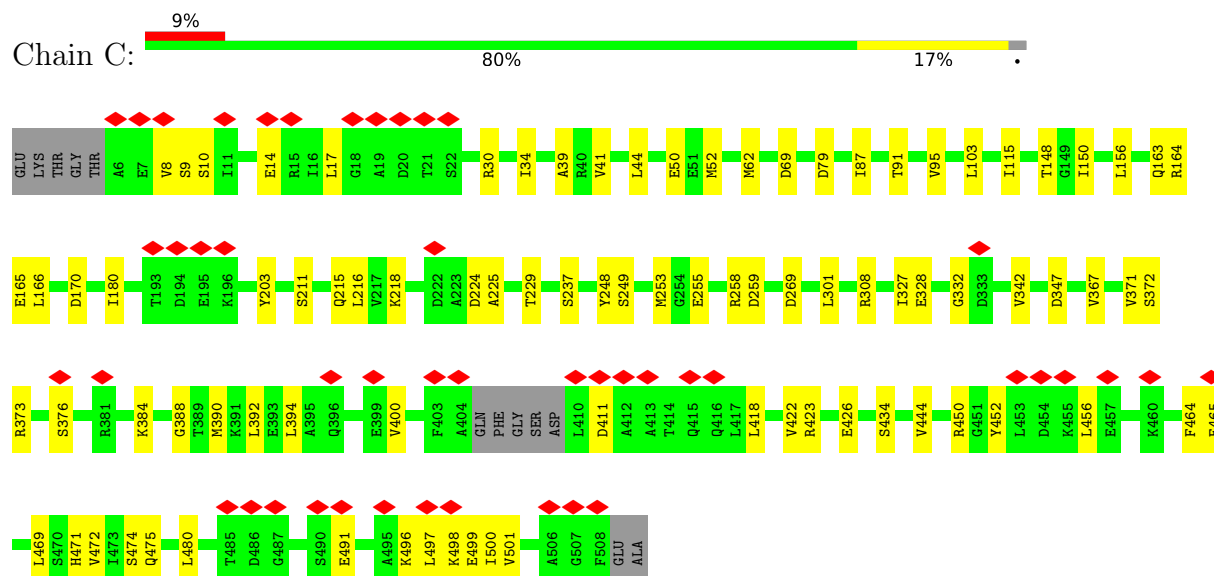 9%
Chain C:
80% 17% •
GLU LYS THR GLY THR A6 E7 V8 S9 S10 I11 E14 R15 I16 L17 G18 A19 D20 T21 S22 R30 I34 A39 R40 V41 L44 E50 E51 M52 M62 D69 D79 I87 T91 V95 L103 I115 T148 G149 I150 L156 Q163 R164
E165 L166 D170 I180 T193 D194 E195 K196 Y203 S211 Q215 L216 V217 K218 D222 A223 D224 A225 T229 S237 Y248 S249 M253 G254 E255 R258 D259 D269 L301 R308 I327 E328 G332 D333 V342 D347 V367 V371 S372
R373 S376 R381 K384 G388 T389 M390 K391 L392 E393 L394 A395 Q396 E399 V400 F403 A404 GLN PHE GLY SER ASP L410 D411 A412 A413 T414 Q415 Q416 L417 L418 V422 R423 E426 S434 V444 R450 G451 Y452 L453 D454 K455 L456 E457 K460 F464
L469 S470 H471 V472 I473 S474 Q475 L480 T485 D486 G487 S490 E491 A495 K496 L497 K498 E499 I500 V501 A506 G507 F508 GLU ALA